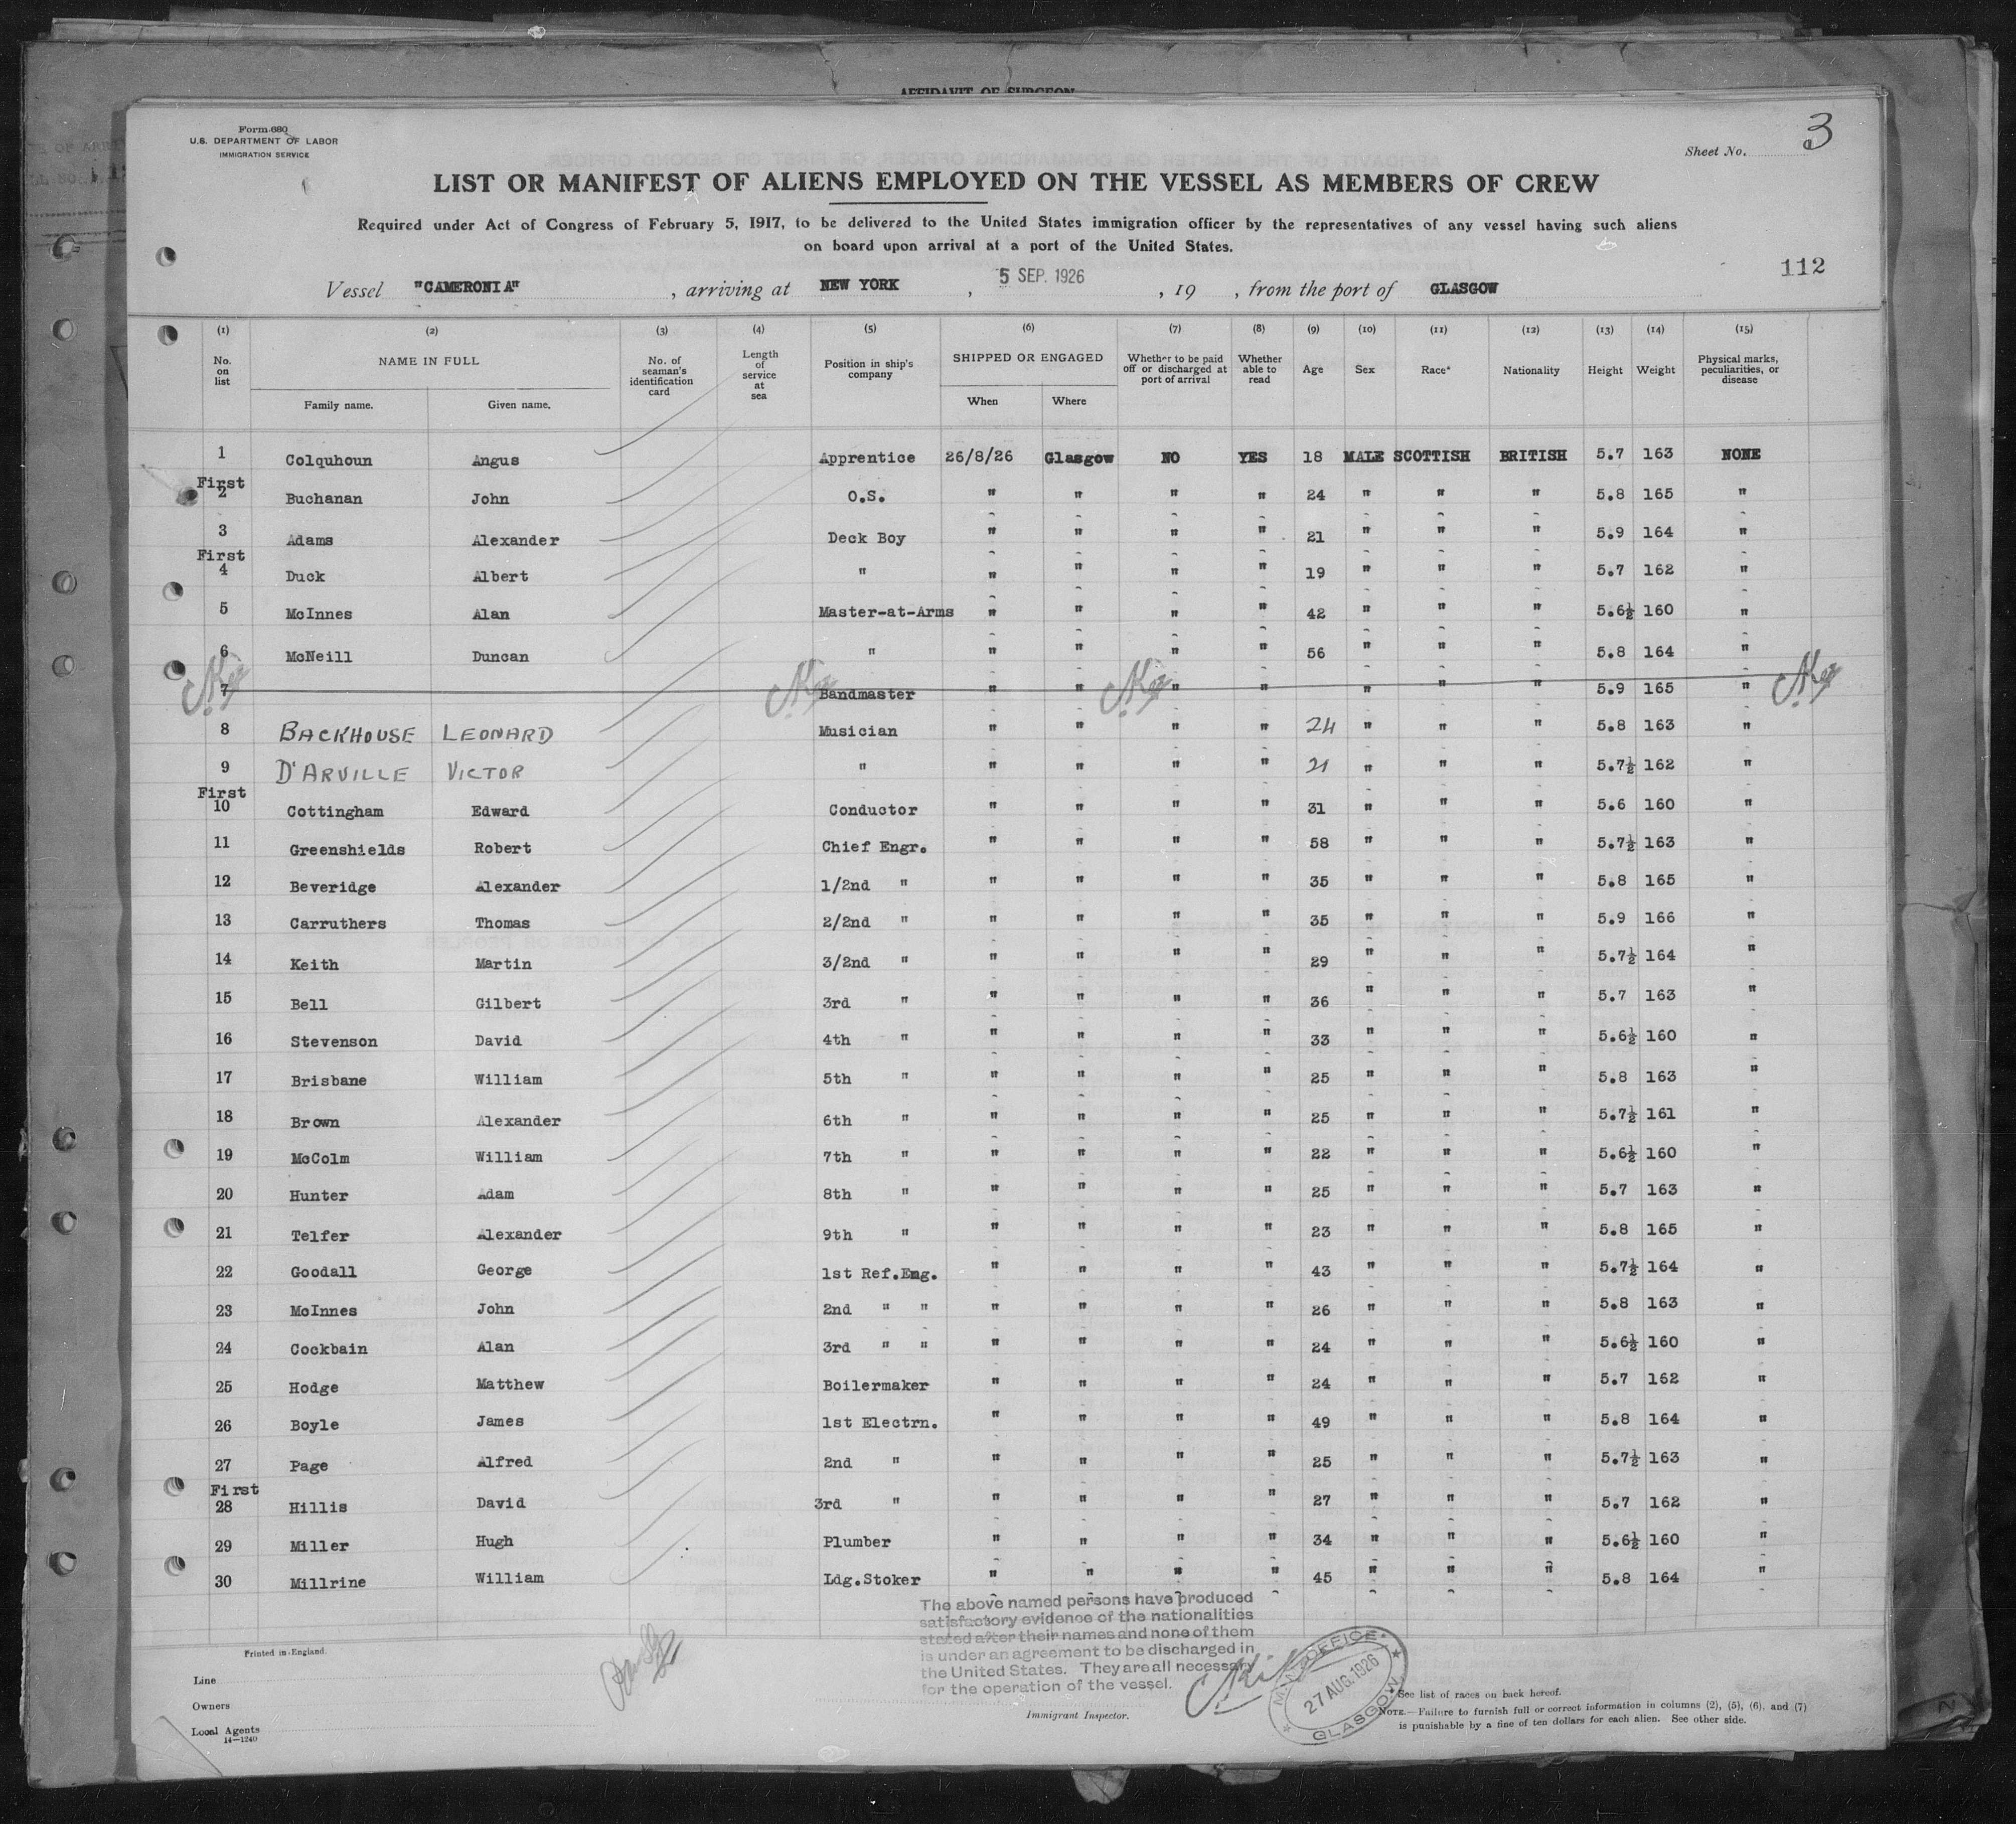 AFFIDAVIT OF SURGEON
3
Form 680
U.S. DEPARTMENT OF LABOR
IMMIGRATION SERVICE
Sheet No.
LIST OR MANIFEST OF ALIENS EMPLOYED ON THE VESSEL AS MEMBERS OF CREW
Required under Act of Congress of February 5, 1917, to be delivered to the United States immigration officer by the representatives of any vessel having such aliens
on board upon arrival at a port of the United States.
112
Vessel "CAMERONIA", arriving at NEW YORK, 5 SEP. 1926, 19 , from the port of GLASGOW
(1) (2) (3) (4) (5) (6) (7) (8) (9) (10) (11) (12) (13) (14) (15)
No. on list NAME IN FULL No. of seaman's identification card Length of service at sea Position in ship's company SHIPPED OR ENGAGED Whether to be paid off or discharged at port of arrival Whether able to read Age Sex Race* Nationality Height Weight Physical marks, peculiarities, or disease
Family name. Given name. When Where
1 Colquhoun Angus Apprentice 26/8/26 Glasgow NO YES 18 MALE SCOTTISH BRITISH 5.7 163 NONE
First
2 Buchanan John O.S. " " " " 24 " " " 5.8 165 "
3 Adams Alexander Deck Boy " " " " 21 " " " 5.9 164 "
First
4 Duck Albert " " " " " 19 " " " 5.7 162 "
5 McInnes Alan Master-at-Arms " " " " 42 " " " 5.6½ 160 "
6 McNeill Duncan " " " " " 56 " " " 5.8 164 "
7 Bandmaster " " " " " " " 5.9 165 "
8 BACKHOUSE LEONARD Musician " " " " 24 " " " 5.8 163 "
9 D'ARVILLE VICTOR " " " " " 21 " " " 5.7½ 162 "
First
10 Cottingham Edward Conductor " " " " 31 " " " 5.6 160 "
11 Greenshields Robert Chief Engr. " " " " 58 " " " 5.7½ 163 "
12 Beveridge Alexander 1/2nd " " " " " 35 " " " 5.8 165 "
13 Carruthers Thomas 2/2nd " " " " " 35 " " " 5.9 166 "
14 Keith Martin 3/2nd " " " " " 29 " " " 5.7½ 164 "
15 Bell Gilbert 3rd " " " " " 36 " " " 5.7 163 "
16 Stevenson David 4th " " " " " 33 " " " 5.6½ 160 "
17 Brisbane William 5th " " " " " 25 " " " 5.8 163 "
18 Brown Alexander 6th " " " " " 25 " " " 5.7½ 161 "
19 McColm William 7th " " " " " 22 " " " 5.6½ 160 "
20 Hunter Adam 8th " " " " " 25 " " " 5.7 163 "
21 Telfer Alexander 9th " " " " " 23 " " " 5.8 165 "
22 Goodall George 1st Ref.Eng. " " " " 43 " " " 5.7½ 164 "
23 McInnes John 2nd " " " " " " 26 " " " 5.8 163 "
24 Cockbain Alan 3rd " " " " " " 24 " " " 5.6½ 160 "
25 Hodge Matthew Boilermaker " " " " 24 " " " 5.7 162 "
26 Boyle James 1st Electrn. " " " " 49 " " " 5.8 164 "
27 Page Alfred 2nd " " " " " 25 " " " 5.7½ 163 "
First
28 Hillis David 3rd " " " " " 27 " " " 5.7 162 "
29 Miller Hugh Plumber " " " " 34 " " " 5.6½ 160 "
30 Millrine William Ldg.Stoker " " " " 45 " " " 5.8 164 "
The above named persons have produced
satisfactory evidence of the nationalities
stated after their names and none of them
is under an agreement to be discharged in
the United States. They are all necessary
for the operation of the vessel.
Printed in England.
Line
Owners
Local Agents
14—1240
Immigrant Inspector.
OFFICE
27 AUG. 1926
GLASGOW
See list of races on back hereof.
NOTE.—Failure to furnish full or correct information in columns (2), (5), (6), and (7)
is punishable by a fine of ten dollars for each alien. See other side.